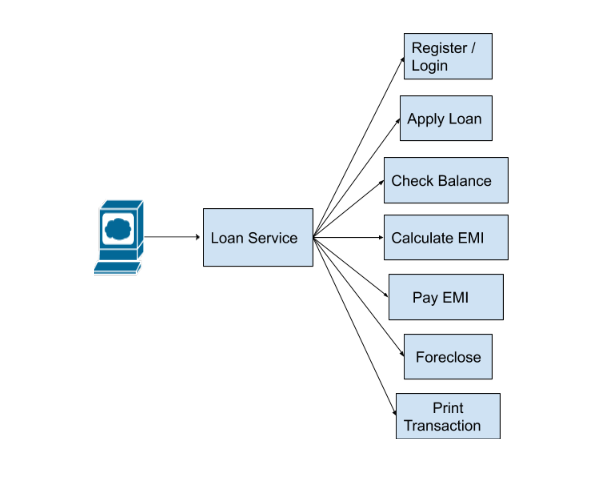 Register /
Login
Apply Loan
Check Balance
Loan Service
Calculate EMI
Pay EMI
Foreclose
Print
Transaction